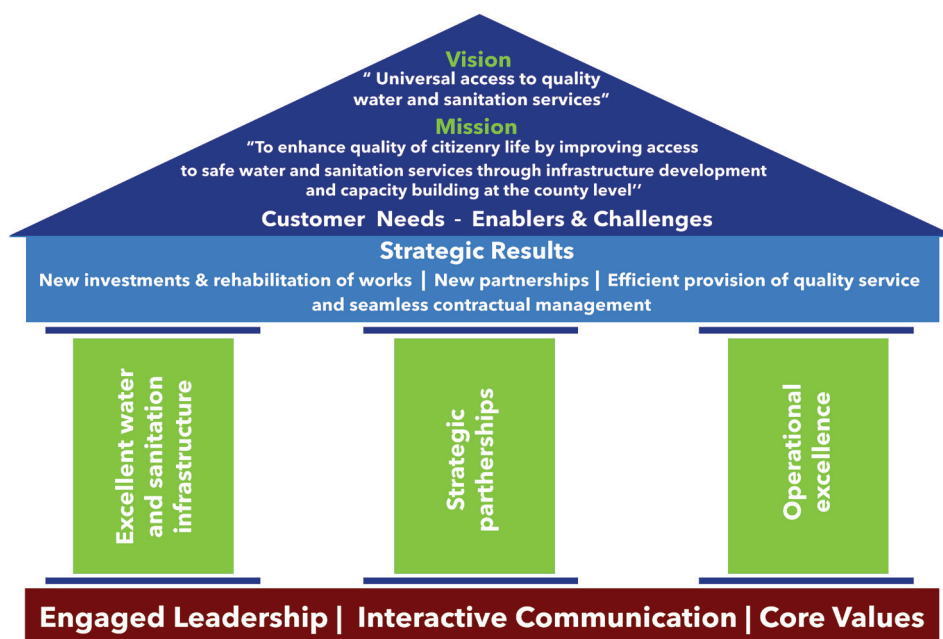 Vision
“ Universal access to quality
water and sanitation services”
Mission
“To enhance quality of citizenry life by improving access
to safe water and sanitation services through infrastructure development
and capacity building at the county level’’
Customer Needs - Enablers & Challenges
Strategic Results
New investments & rehabilitation of works | New partnerships | Efficient provision of quality service
and seamless contractual management
Excellent water
and sanitation
infrastructure
Strategic
partherships
Operational
excellence
Engaged Leadership | Interactive Communication | Core Values